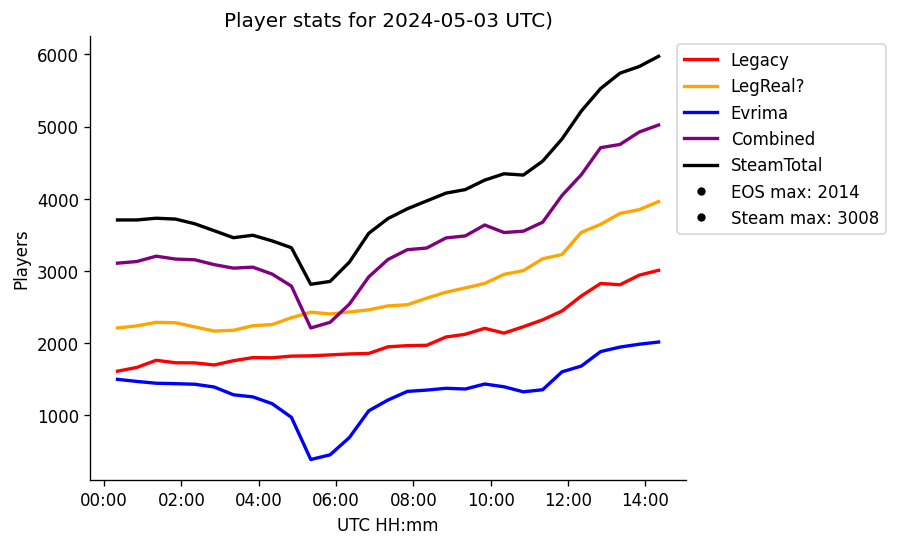 Player stats for 2024-05-03 UTC)
6000
5000
4000
3000
2000
1000
Players
00:00 02:00 04:00 06:00 08:00 10:00 12:00 14:00
UTC HH:mm
Legacy
LegReal?
Evrima
Combined
SteamTotal
EOS max: 2014
Steam max: 3008